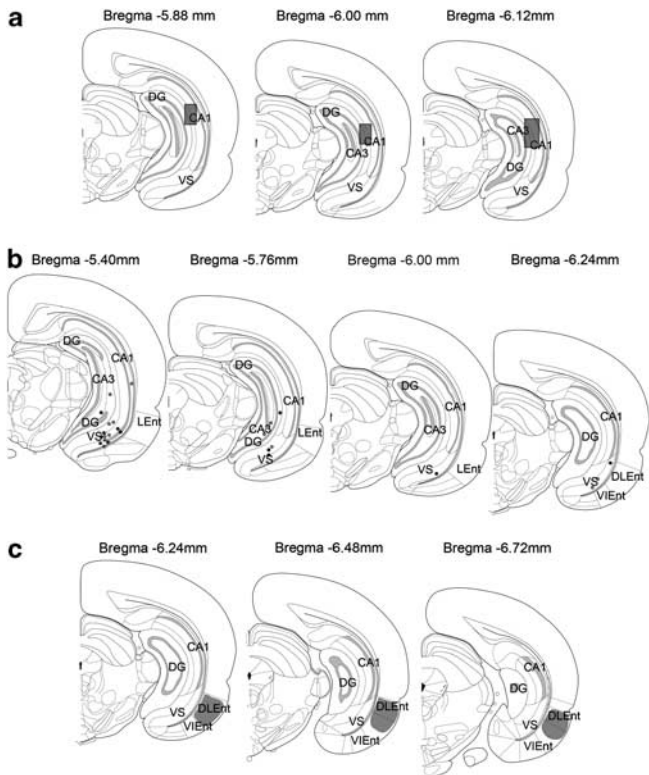 a
Bregma -5.88 mm
Bregma -6.00 mm
Bregma -6.12mm
DG
CA1
VS
DG
CA1
CA3
VS
CA3
CA1
DG
VS
b
Bregma -5.40mm
Bregma -5.76mm
Bregma -6.00 mm
Bregma -6.24mm
DG
CA1
CA3
DG
LEnt
VS
DG
CA1
CA3
DG
VS
DG
CA1
CA3
VS
LEnt
CA1
DG
VS
DLEnt
VIEnt
c
Bregma -6.24mm
Bregma -6.48mm
Bregma -6.72mm
CA1
DG
DLEnt
VS
VIEnt
CA1
DG
DLEnt
VS
VIEnt
CA1
DG
DLEnt
VS
VIEnt